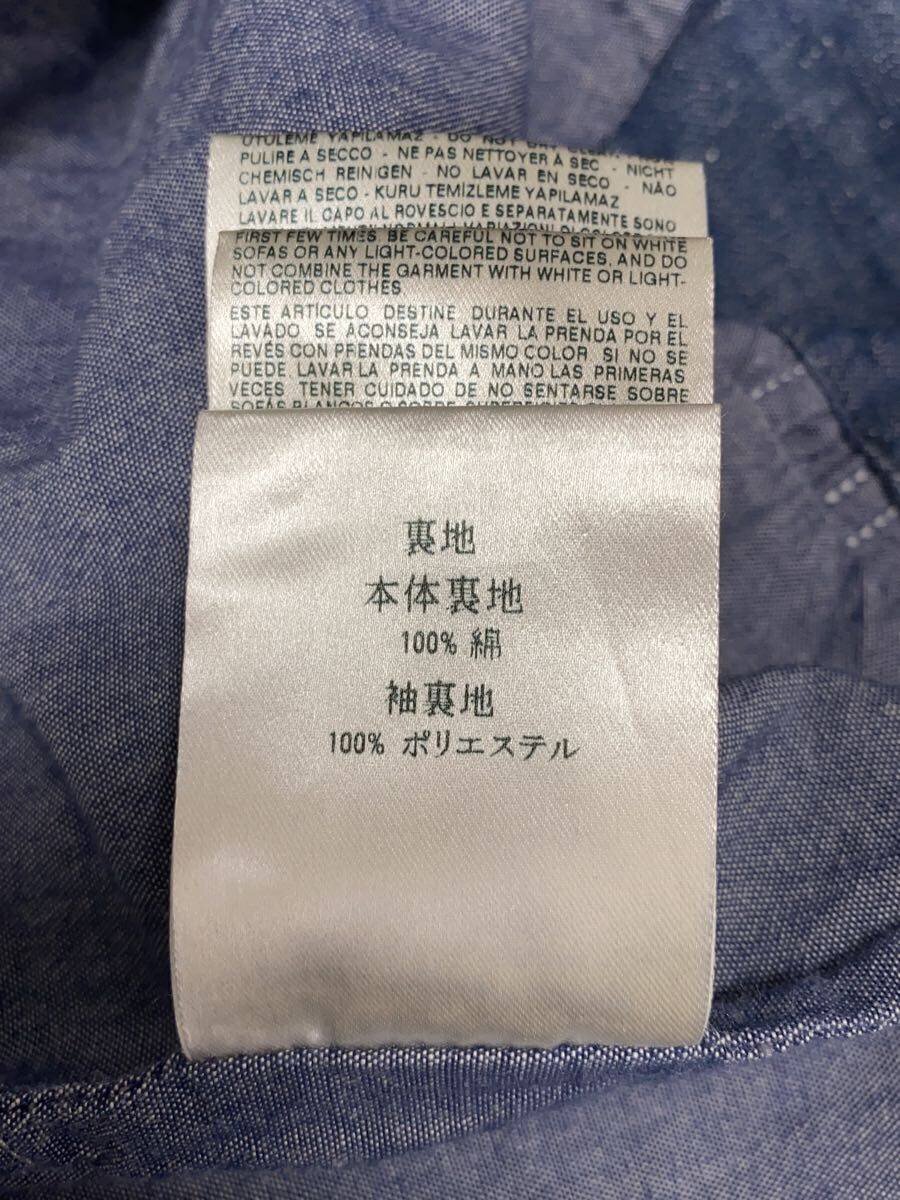 ÜTÜLEME YAPILAMAZ - DO NOT DRY CLEAN - NON
PULIRE A SECCO - NE PAS NETTOYER A SEC - NICHT
CHEMISCH REINIGEN - NO LAVAR EN SECO - NÃO
LAVAR A SECO - KURU TEMIZLEME YAPILAMAZ
LAVARE IL CAPO AL ROVESCIO E SEPARATAMENTE SONO
FIRST FEW TIMES. BE CAREFUL NOT TO SIT ON WHITE
SOFAS OR ANY LIGHT-COLORED SURFACES, AND DO
NOT COMBINE THE GARMENT WITH WHITE OR LIGHT-
COLORED CLOTHES
ESTE ARTICULO DESTINE DURANTE EL USO Y EL
LAVADO. SE ACONSEJA LAVAR LA PRENDA POR EL
REVÉS CON PRENDAS DEL MISMO COLOR. SI NO SE
PUEDE LAVAR LA PRENDA A MANO LAS PRIMERAS
VECES. TENER CUIDADO DE NO SENTARSE SOBRE
SOFÁS BLANCOS O SOBRE
裏地
本体裏地
100% 綿
袖裏地
100% ポリエステル